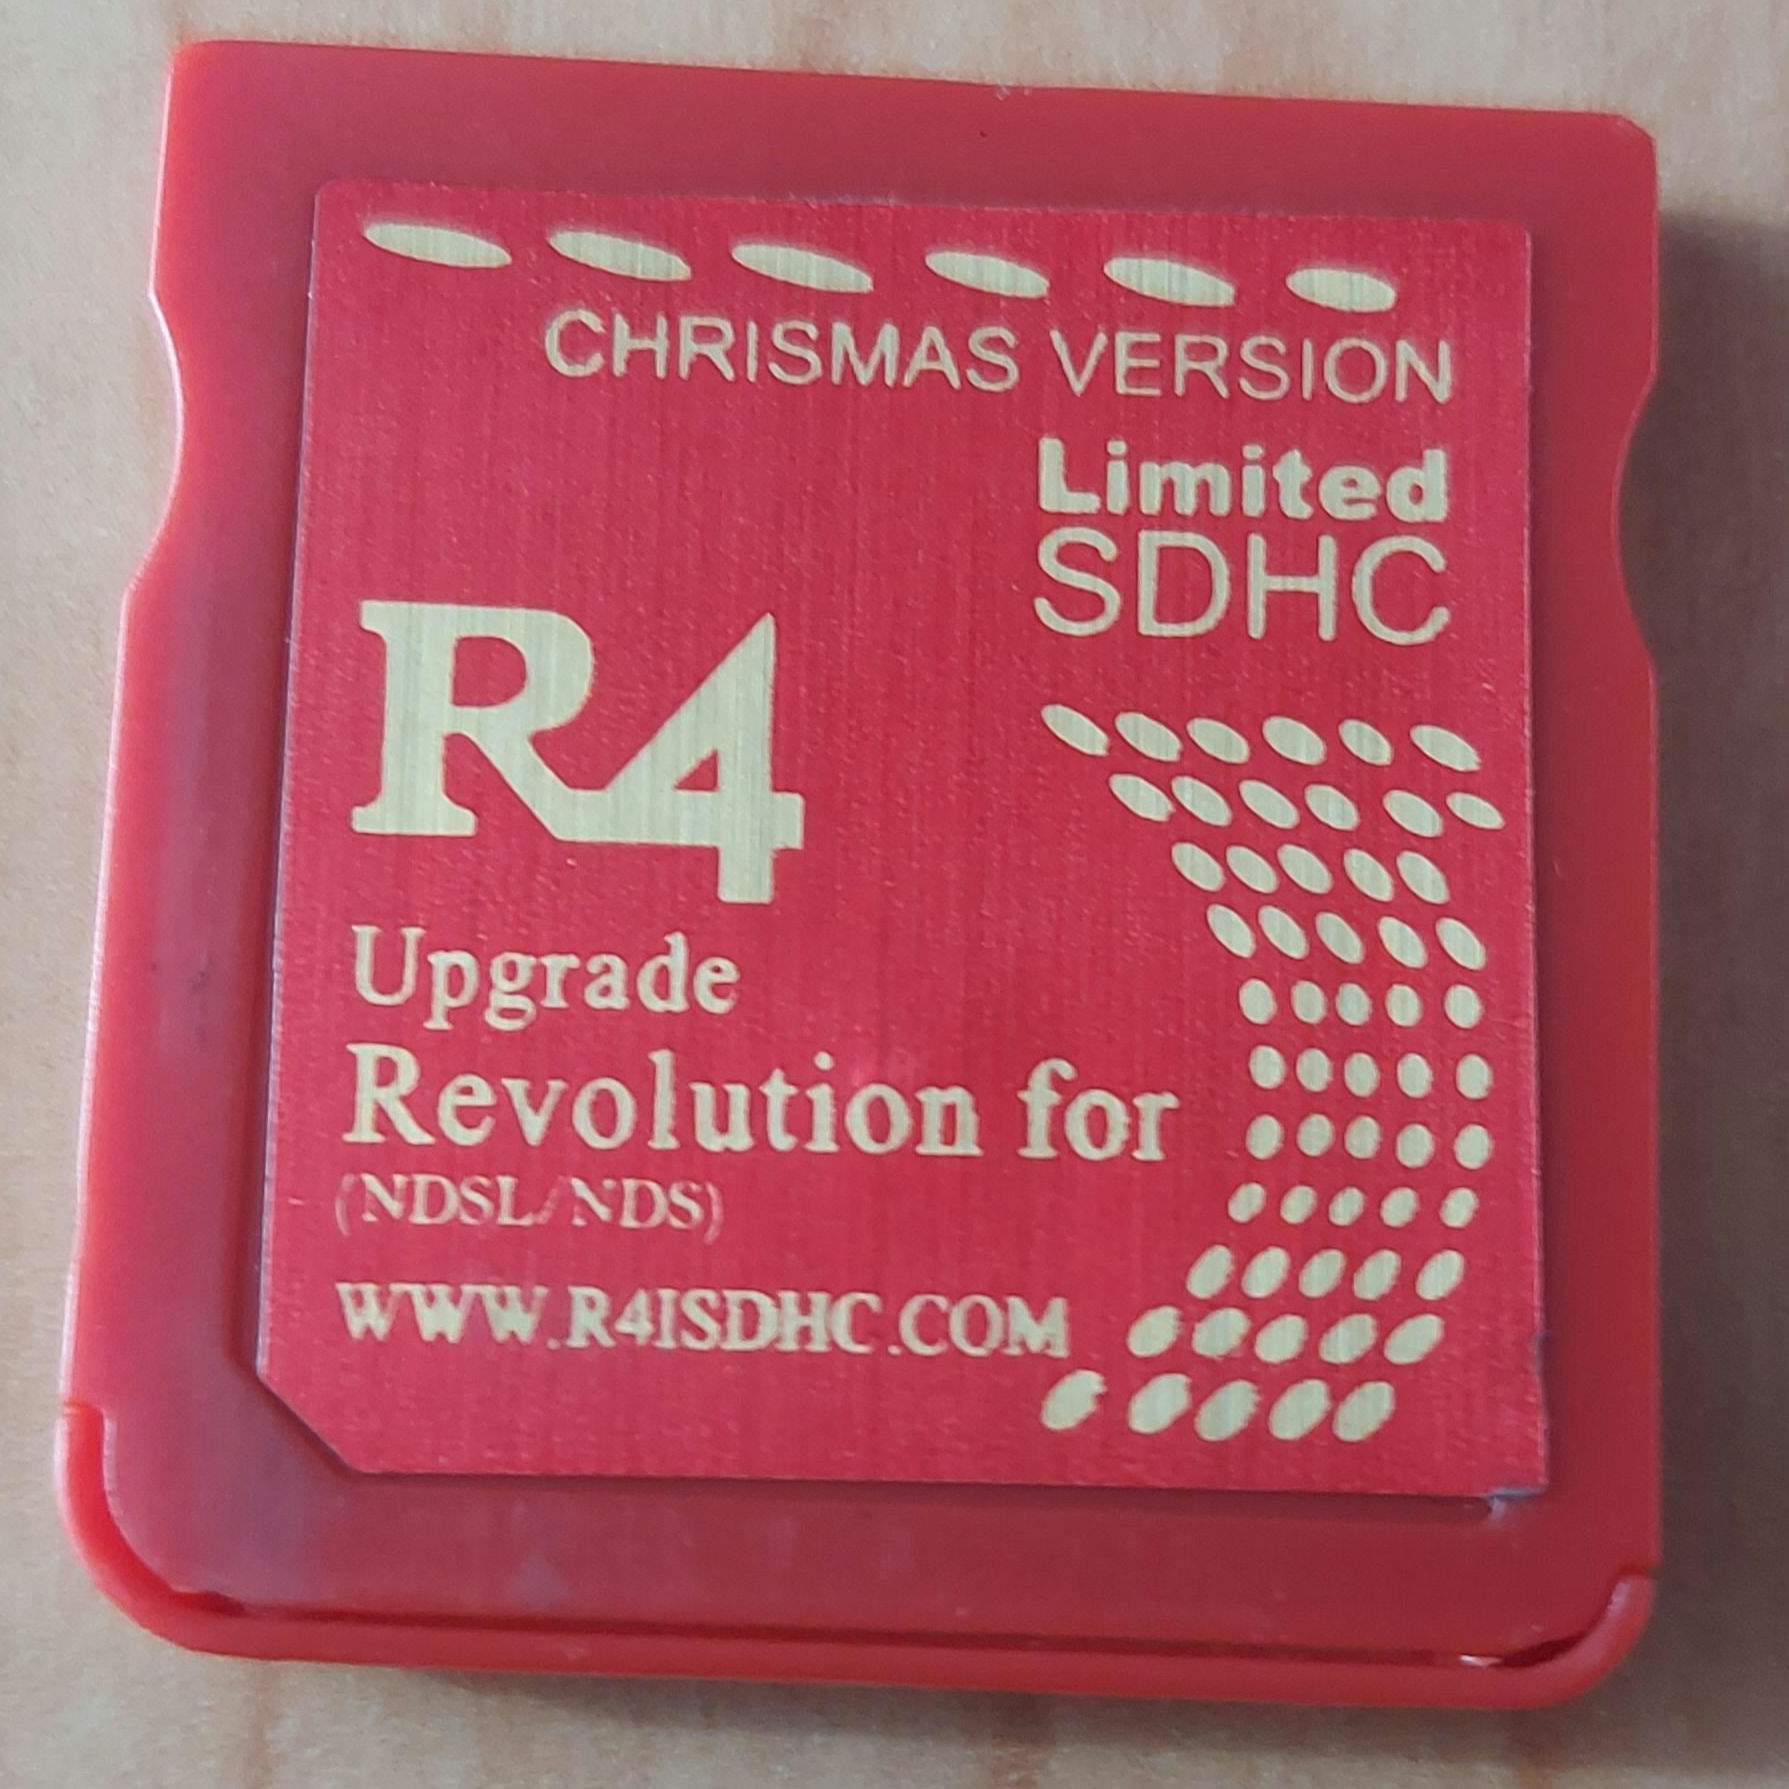 CHRISMAS VERSION
Limited
SDHC
R4
Upgrade
Revolution for
(NDSL/NDS)
WWW.R4ISDHC.COM